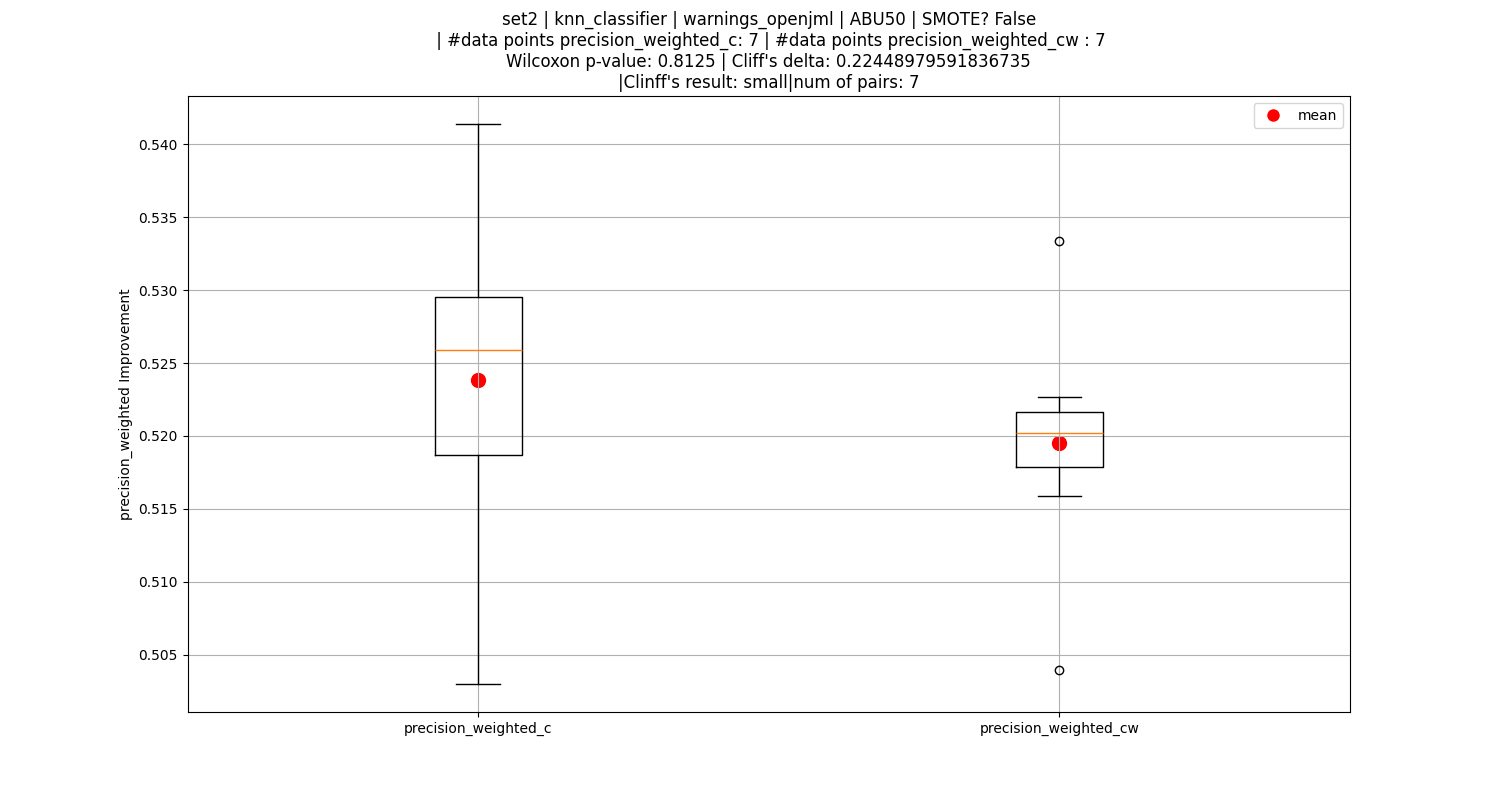 set2 | knn_classifier | warnings_openjml | ABU50 | SMOTE? False
| #data points precision_weighted_c: 7 | #data points precision_weighted_cw : 7
Wilcoxon p-value: 0.8125 | Cliff's delta: 0.22448979591836735
|Clinff's result: small|num of pairs: 7
mean
0.540
0.535
0.530
0.525
0.520
0.515
0.510
0.505
precision_weighted Improvement
precision_weighted_c
precision_weighted_cw